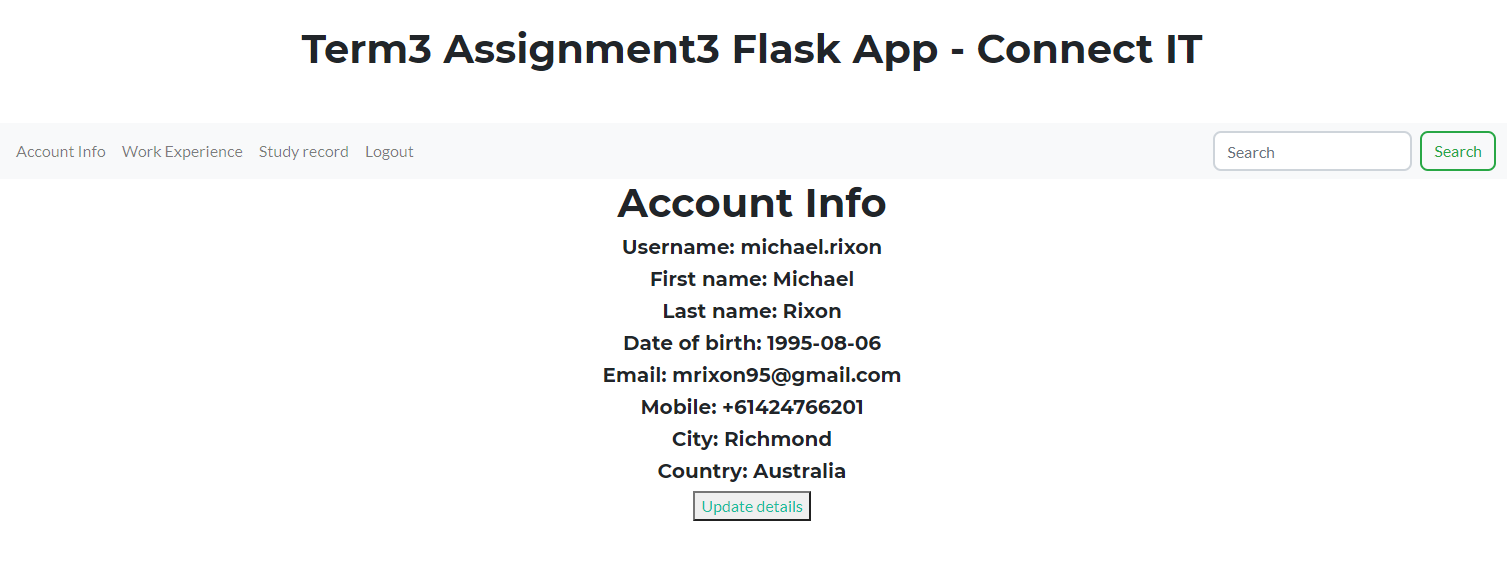 Term3 Assignment3 Flask App - Connect IT
Account Info Work Experience Study record Logout Search Search
Account Info
Username: michael.rixon
First name: Michael
Last name: Rixon
Date of birth: 1995-08-06
Email: mrixon95@gmail.com
Mobile: +61424766201
City: Richmond
Country: Australia
Update details